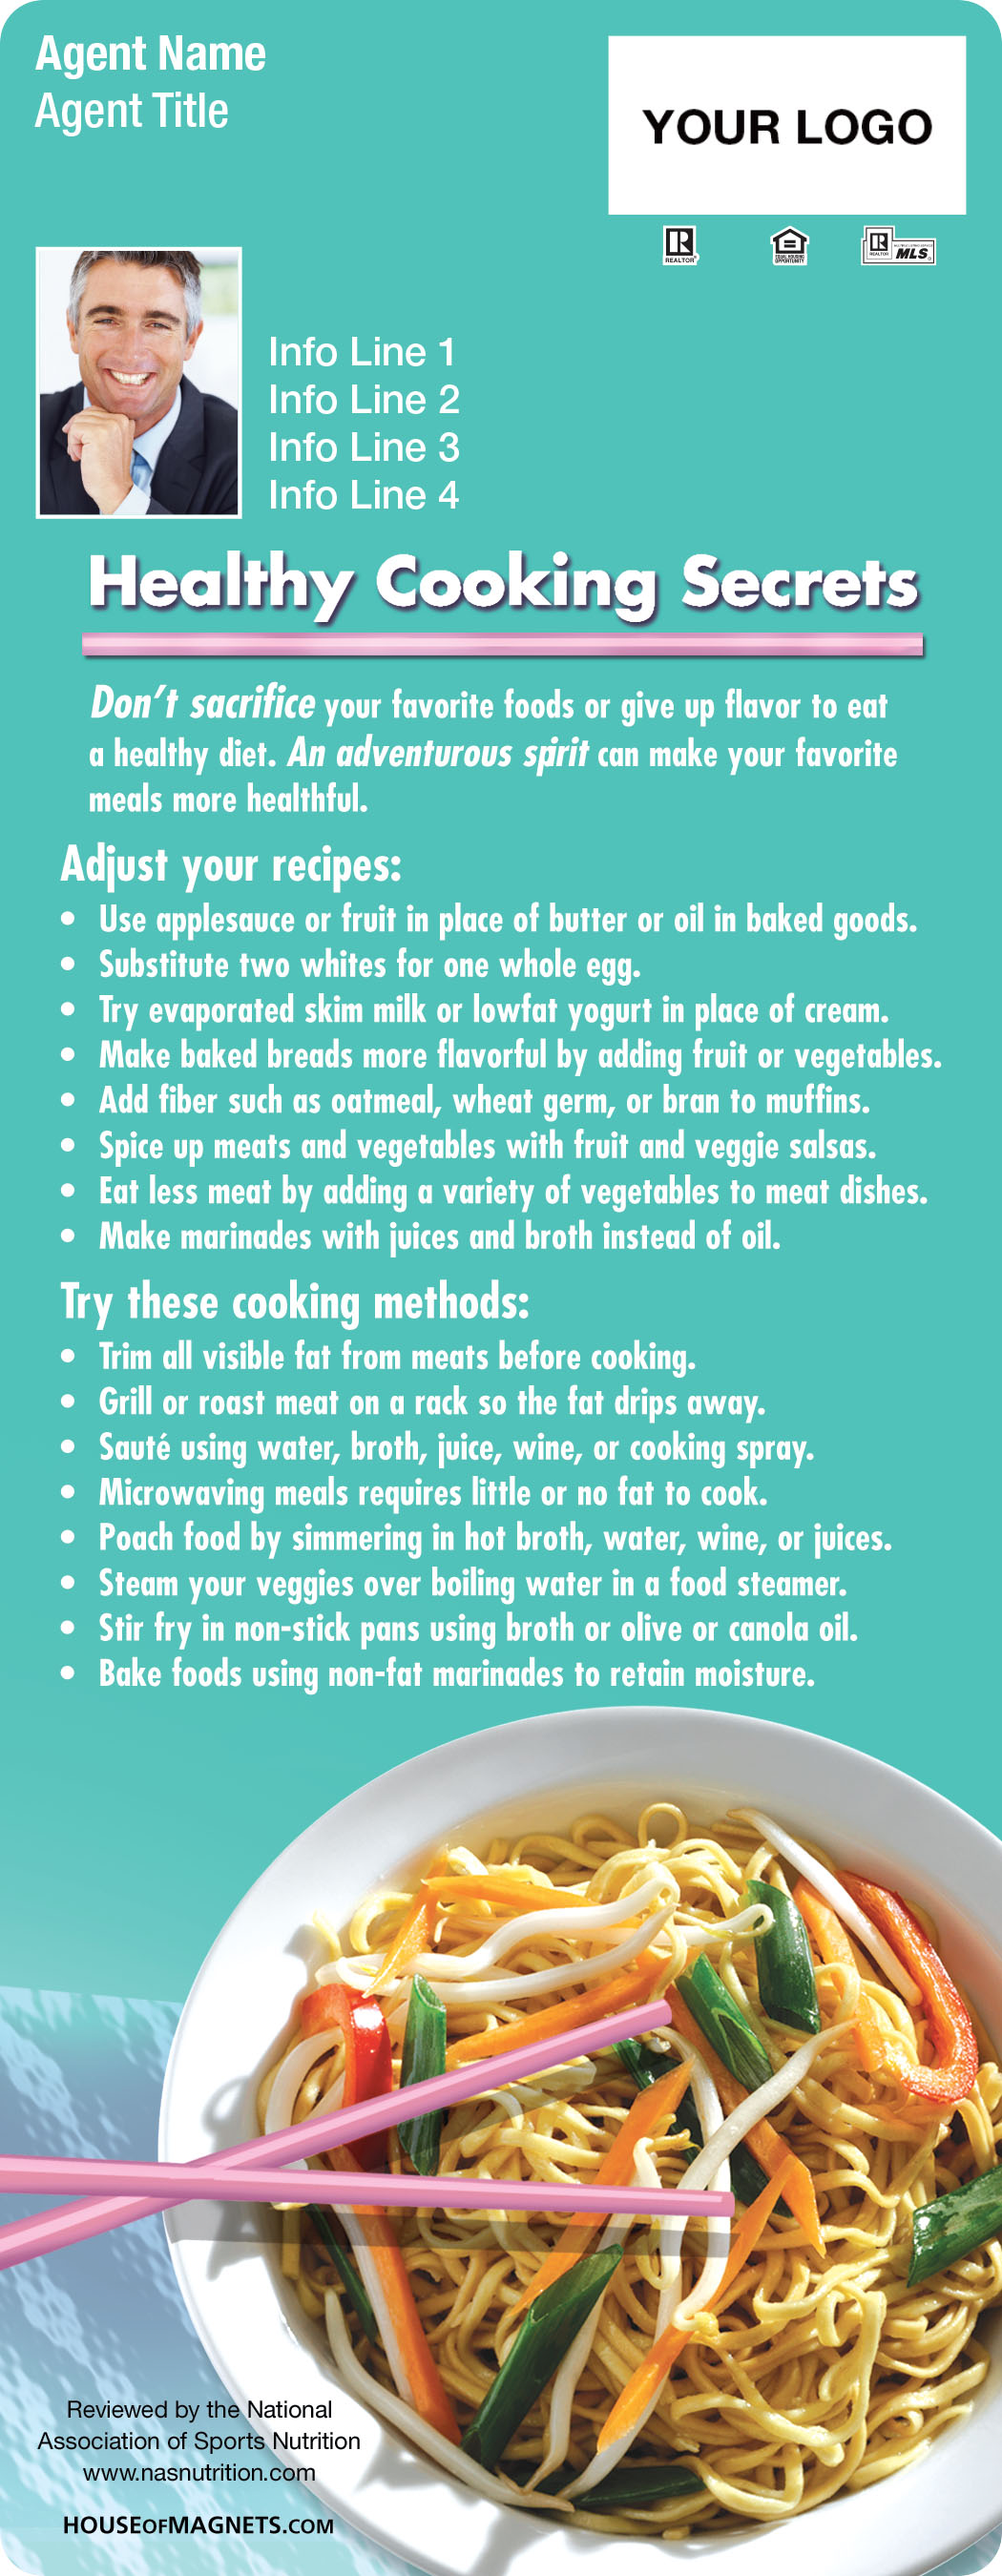 Agent Name
Agent Title
YOUR LOGO
REALTOR®
EQUAL HOUSING
OPPORTUNITY
REALTOR®
MLS®
Info Line 1
Info Line 2
Info Line 3
Info Line 4
Healthy Cooking Secrets
Don't sacrifice your favorite foods or give up flavor to eat
a healthy diet. An adventurous spirit can make your favorite
meals more healthful.
Adjust your recipes:
• Use applesauce or fruit in place of butter or oil in baked goods.
• Substitute two whites for one whole egg.
• Try evaporated skim milk or lowfat yogurt in place of cream.
• Make baked breads more flavorful by adding fruit or vegetables.
• Add fiber such as oatmeal, wheat germ, or bran to muffins.
• Spice up meats and vegetables with fruit and veggie salsas.
• Eat less meat by adding a variety of vegetables to meat dishes.
• Make marinades with juices and broth instead of oil.
Try these cooking methods:
• Trim all visible fat from meats before cooking.
• Grill or roast meat on a rack so the fat drips away.
• Sauté using water, broth, juice, wine, or cooking spray.
• Microwaving meals requires little or no fat to cook.
• Poach food by simmering in hot broth, water, wine, or juices.
• Steam your veggies over boiling water in a food steamer.
• Stir fry in non-stick pans using broth or olive or canola oil.
• Bake foods using non-fat marinades to retain moisture.
Reviewed by the National
Association of Sports Nutrition
www.nasnutrition.com
HOUSEOFMAGNETS.COM